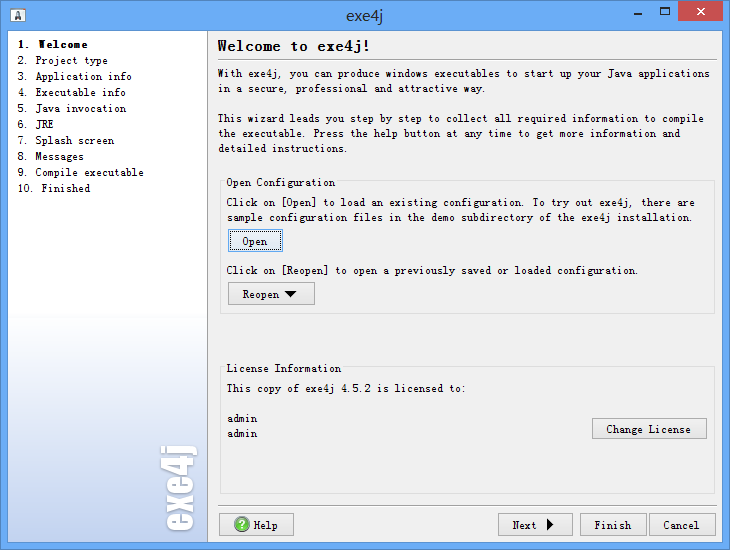 exe4j
1. Welcome
2. Project type
3. Application info
4. Executable info
5. Java invocation
6. JRE
7. Splash screen
8. Messages
9. Compile executable
10. Finished
exe4j
Welcome to exe4j!
With exe4j, you can produce windows executables to start up your Java applications
in a secure, professional and attractive way.
This wizard leads you step by step to collect all required information to compile
the executable. Press the help button at any time to get more information and
detailed instructions.
Open Configuration
Click on [Open] to load an existing configuration. To try out exe4j, there are
sample configuration files in the demo subdirectory of the exe4j installation.
Open
Click on [Reopen] to open a previously saved or loaded configuration.
Reopen
License Information
This copy of exe4j 4.5.2 is licensed to:
admin
admin
Change License
Help
Next
Finish
Cancel